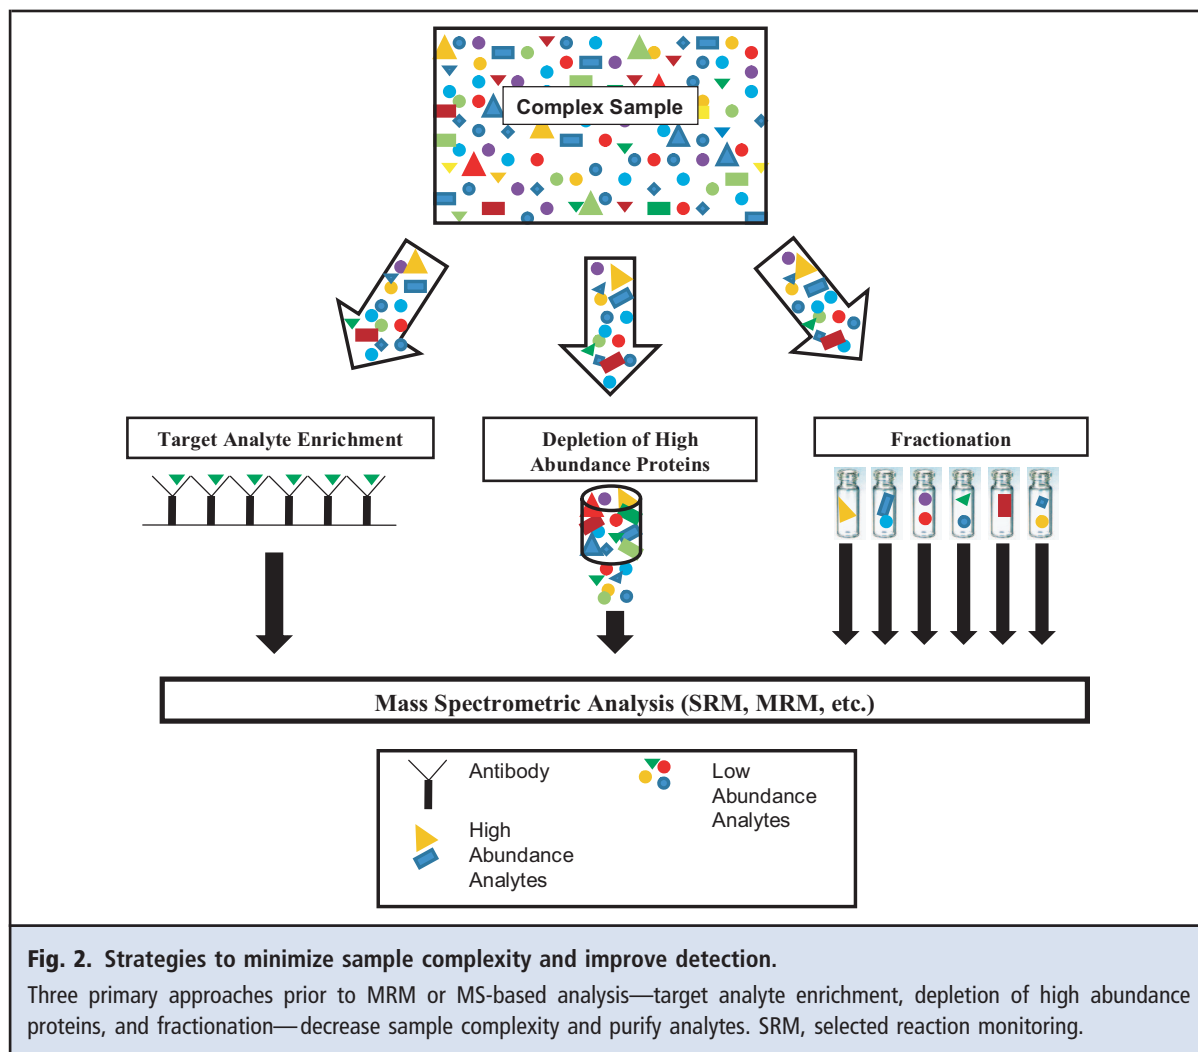 Complex Sample
Target Analyte Enrichment
Depletion of High
Abundance Proteins
Fractionation
Mass Spectrometric Analysis (SRM, MRM, etc.)
Antibody
High
Abundance
Analytes
Low
Abundance
Analytes
Fig. 2. Strategies to minimize sample complexity and improve detection.
Three primary approaches prior to MRM or MS-based analysis—target analyte enrichment, depletion of high abundance
proteins, and fractionation—decrease sample complexity and purify analytes. SRM, selected reaction monitoring.